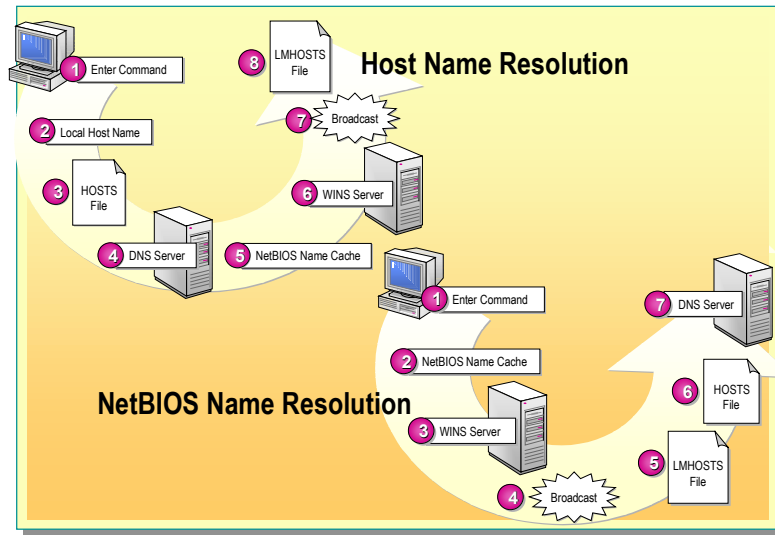 Host Name Resolution
1 Enter Command
2 Local Host Name
3 HOSTS
File
4 DNS Server
5 NetBIOS Name Cache
6 WINS Server
7 Broadcast
8 LMHOSTS
File
NetBIOS Name Resolution
1 Enter Command
2 NetBIOS Name Cache
3 WINS Server
4 Broadcast
5 LMHOSTS
File
6 HOSTS
File
7 DNS Server